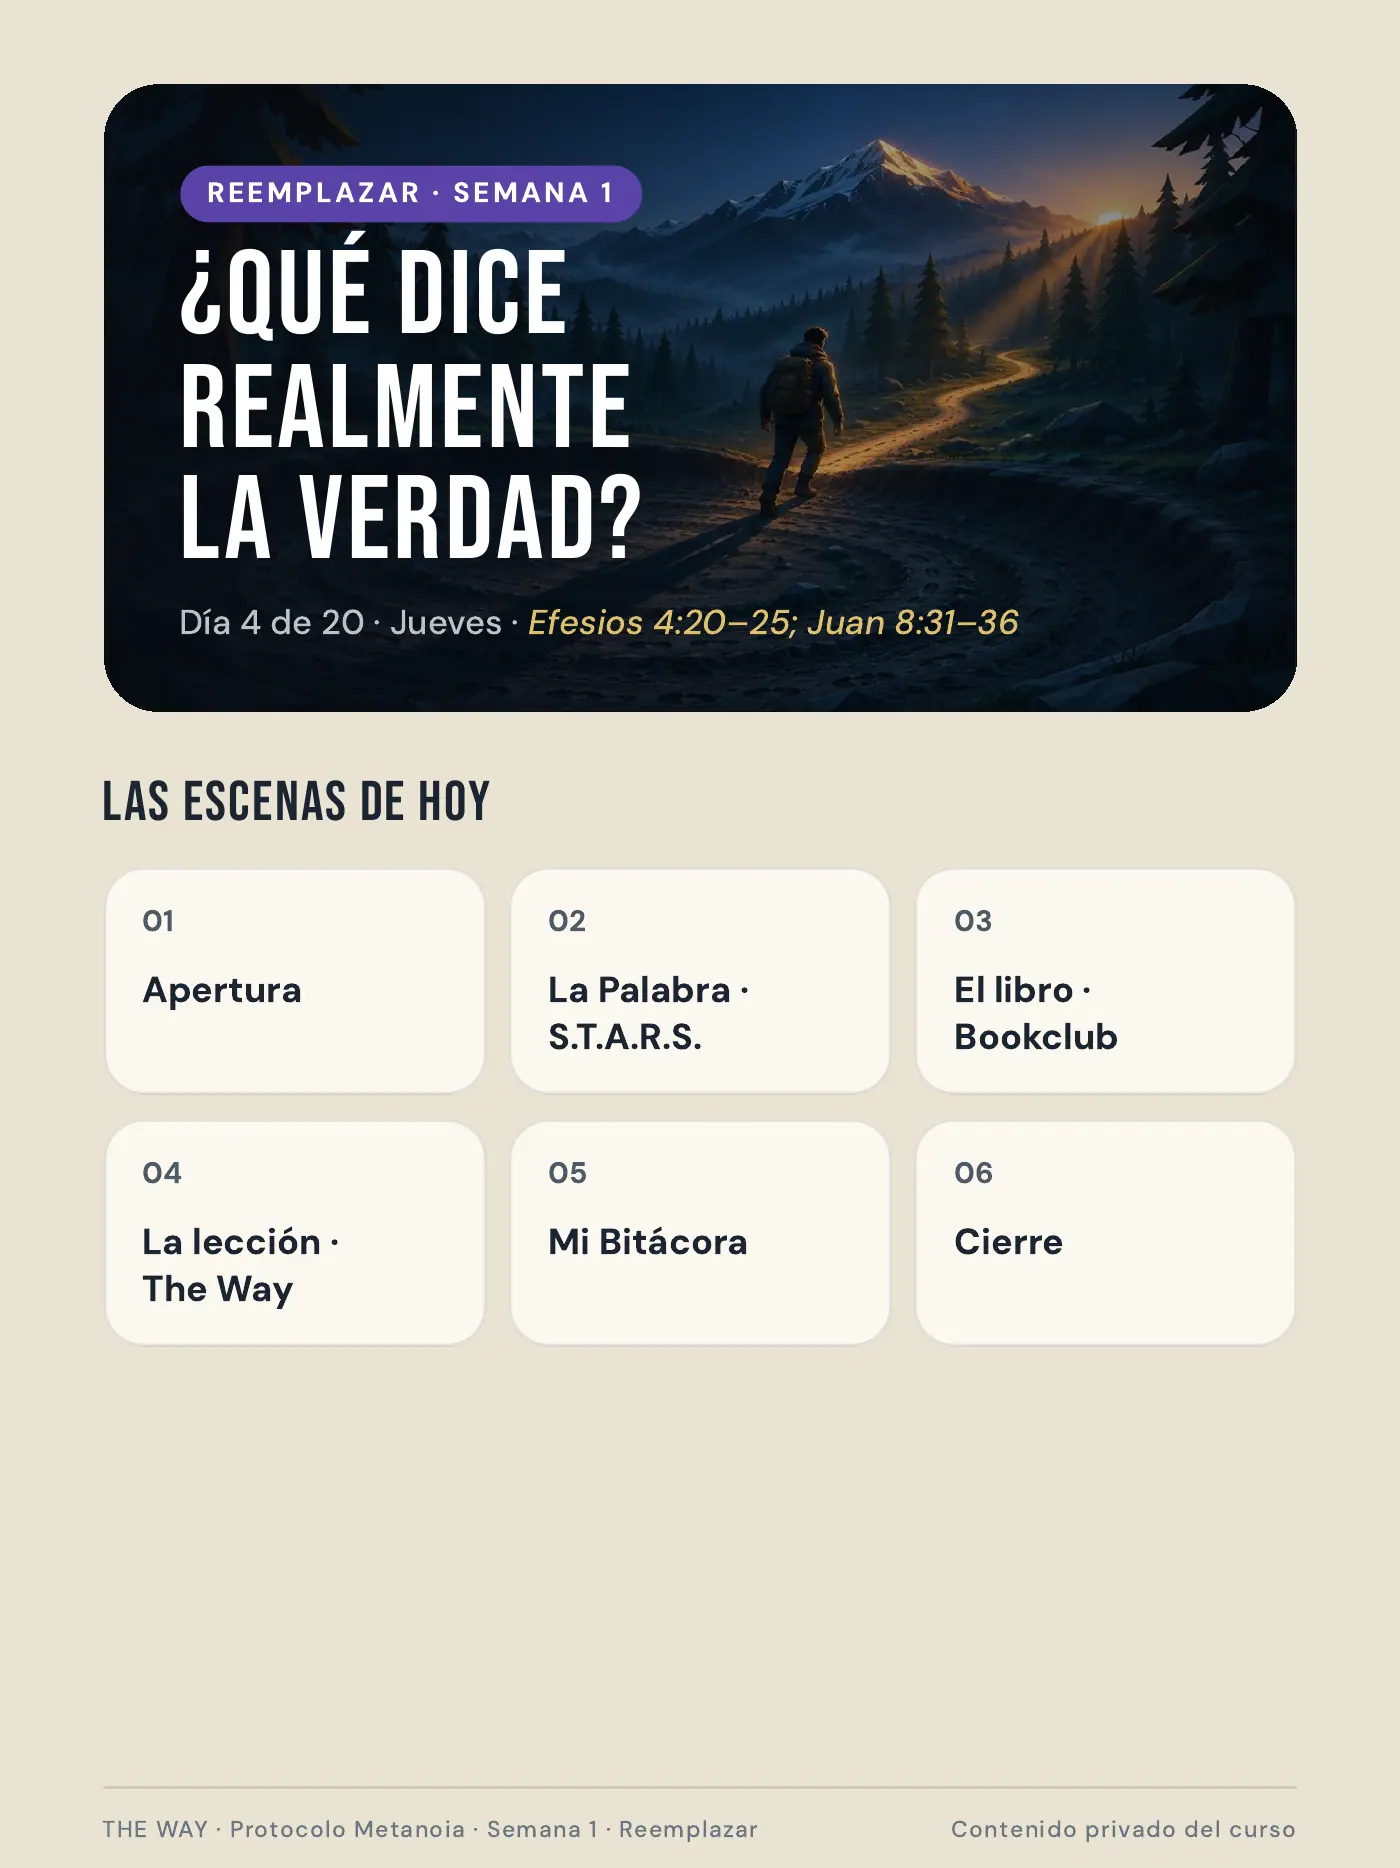 REEMPLAZAR · SEMANA 1
¿QUÉ DICE
REALMENTE
LA VERDAD?
Día 4 de 20 · Jueves · Efesios 4:20–25; Juan 8:31–36
LAS ESCENAS DE HOY
01
Apertura
02
La Palabra ·
S.T.A.R.S.
03
El libro ·
Bookclub
04
La lección ·
The Way
05
Mi Bitácora
06
Cierre
THE WAY · Protocolo Metanoia · Semana 1 · Reemplazar
Contenido privado del curso